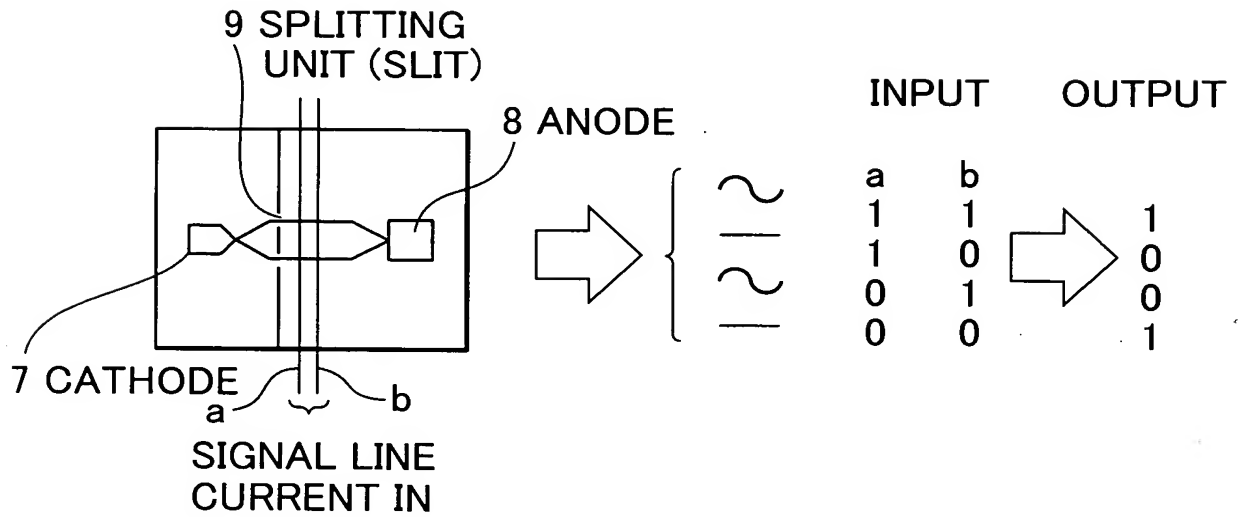 9 SPLITTING
UNIT (SLIT)
8 ANODE
7 CATHODE
a
b
SIGNAL LINE
CURRENT IN
INPUT OUTPUT
a b
1 1 1
1 0 0
0 1 0
0 0 1